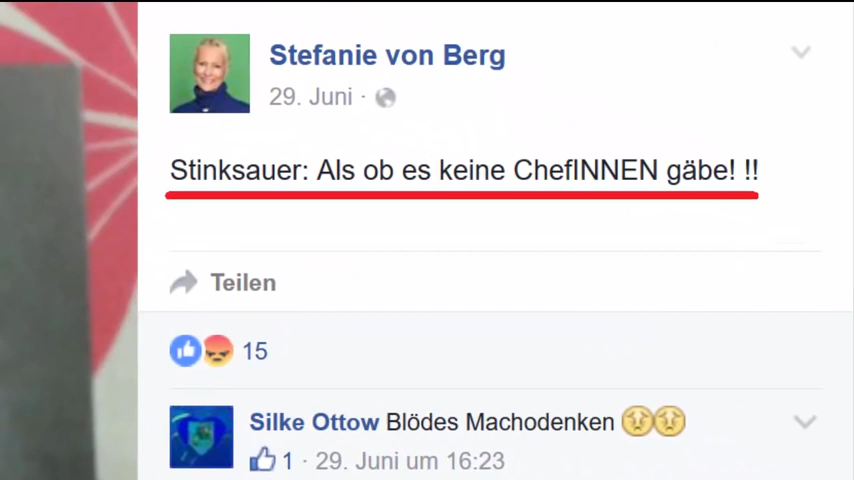 Stefanie von Berg
29. Juni ·
Stinksauer: Als ob es keine ChefINNEN gäbe! !!
Teilen
15
Silke Ottow Blödes Machodenken
1 · 29. Juni um 16:23